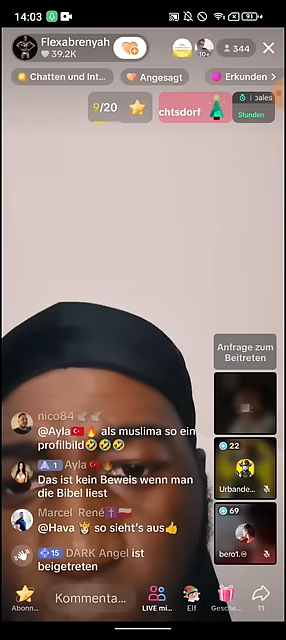 14:03
91
Flexabrenyah
39.2K
10+
344
Chatten und Int...
Angesagt
Erkunden
9/20
chtsdorf
Stunden
Anfrage zum
Beitreten
nico84
@Ayla🇹🇷🔥 als muslima so ein
profilbild🤣🤣🤣
22
Urbande...
1 Ayla🇹🇷🔥
Das ist kein Beweis wenn man
die Bibel liest
Marcel René✝️🇵🇱
@Hava 🤴 so sieht's aus👍
69
bero1.
15 DARK Angel ist
beigetreten
Abonn...
Kommenta...
LIVE mi...
Elf
Gesche...
11